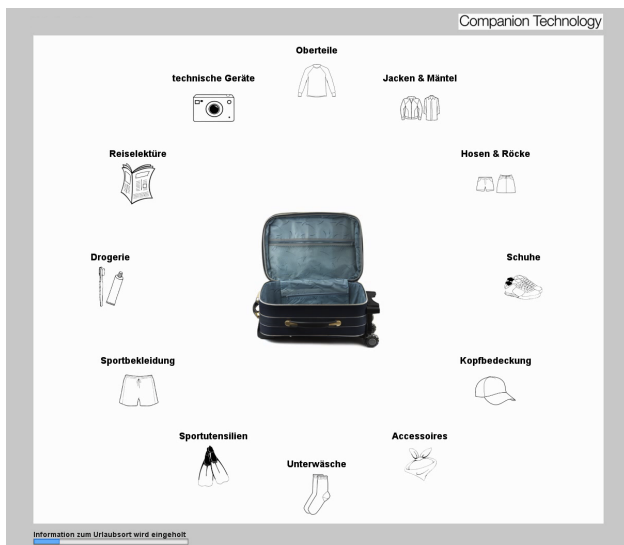 Companion Technology
Oberteile
technische Geräte
Jacken & Mäntel
Reiselektüre
Hosen & Röcke
Drogerie
Schuhe
Sportbekleidung
Kopfbedeckung
Sportutensilien
Accessoires
Unterwäsche
Information zum Urlaubsort wird eingeholt